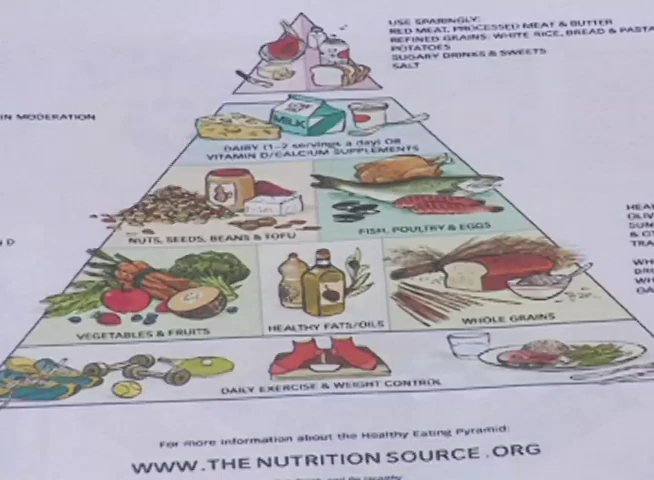 USE SPARINGLY:
RED MEAT, PROCESSED MEAT & BUTTER
REFINED GRAINS: WHITE RICE, BREAD & PASTA
POTATOES
SUGARY DRINKS & SWEETS
SALT
IN MODERATION
MILK
DAIRY (1-2 servings a day) OR
VITAMIN D/CALCIUM SUPPLEMENTS
NUTS, SEEDS, BEANS & TOFU
FISH, POULTRY & EGGS
VEGETABLES & FRUITS
HEALTHY FATS/OILS
WHOLE GRAINS
DAILY EXERCISE & WEIGHT CONTROL
For more information about the Healthy Eating Pyramid:
WWW.THE NUTRITION SOURCE.ORG